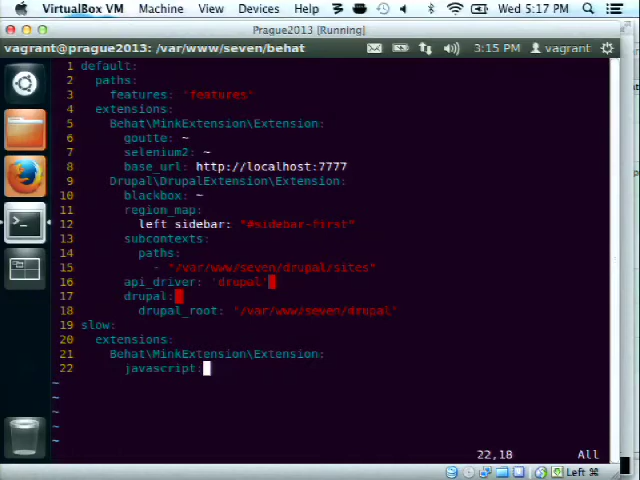 VirtualBox VM Machine View Devices Help Wed 5:17 PM
Prague2013 [Running]
vagrant@prague2013: /var/www/seven/behat 3:15 PM vagrant
1 default:
2 paths:
3 features: 'features'
4 extensions:
5 Behat\MinkExtension\Extension:
6 goutte: ~
7 selenium2: ~
8 base_url: http://localhost:7777
9 Drupal\DrupalExtension\Extension:
10 blackbox: ~
11 region_map:
12 left sidebar: "#sidebar-first"
13 subcontexts:
14 paths:
15 - "/var/www/seven/drupal/sites"
16 api_driver: 'drupal'
17 drupal:
18 drupal_root: '/var/www/seven/drupal'
19 slow:
20 extensions:
21 Behat\MinkExtension\Extension:
22 javascript:
~
~
~
~
~
22,18 All
Left ⌘